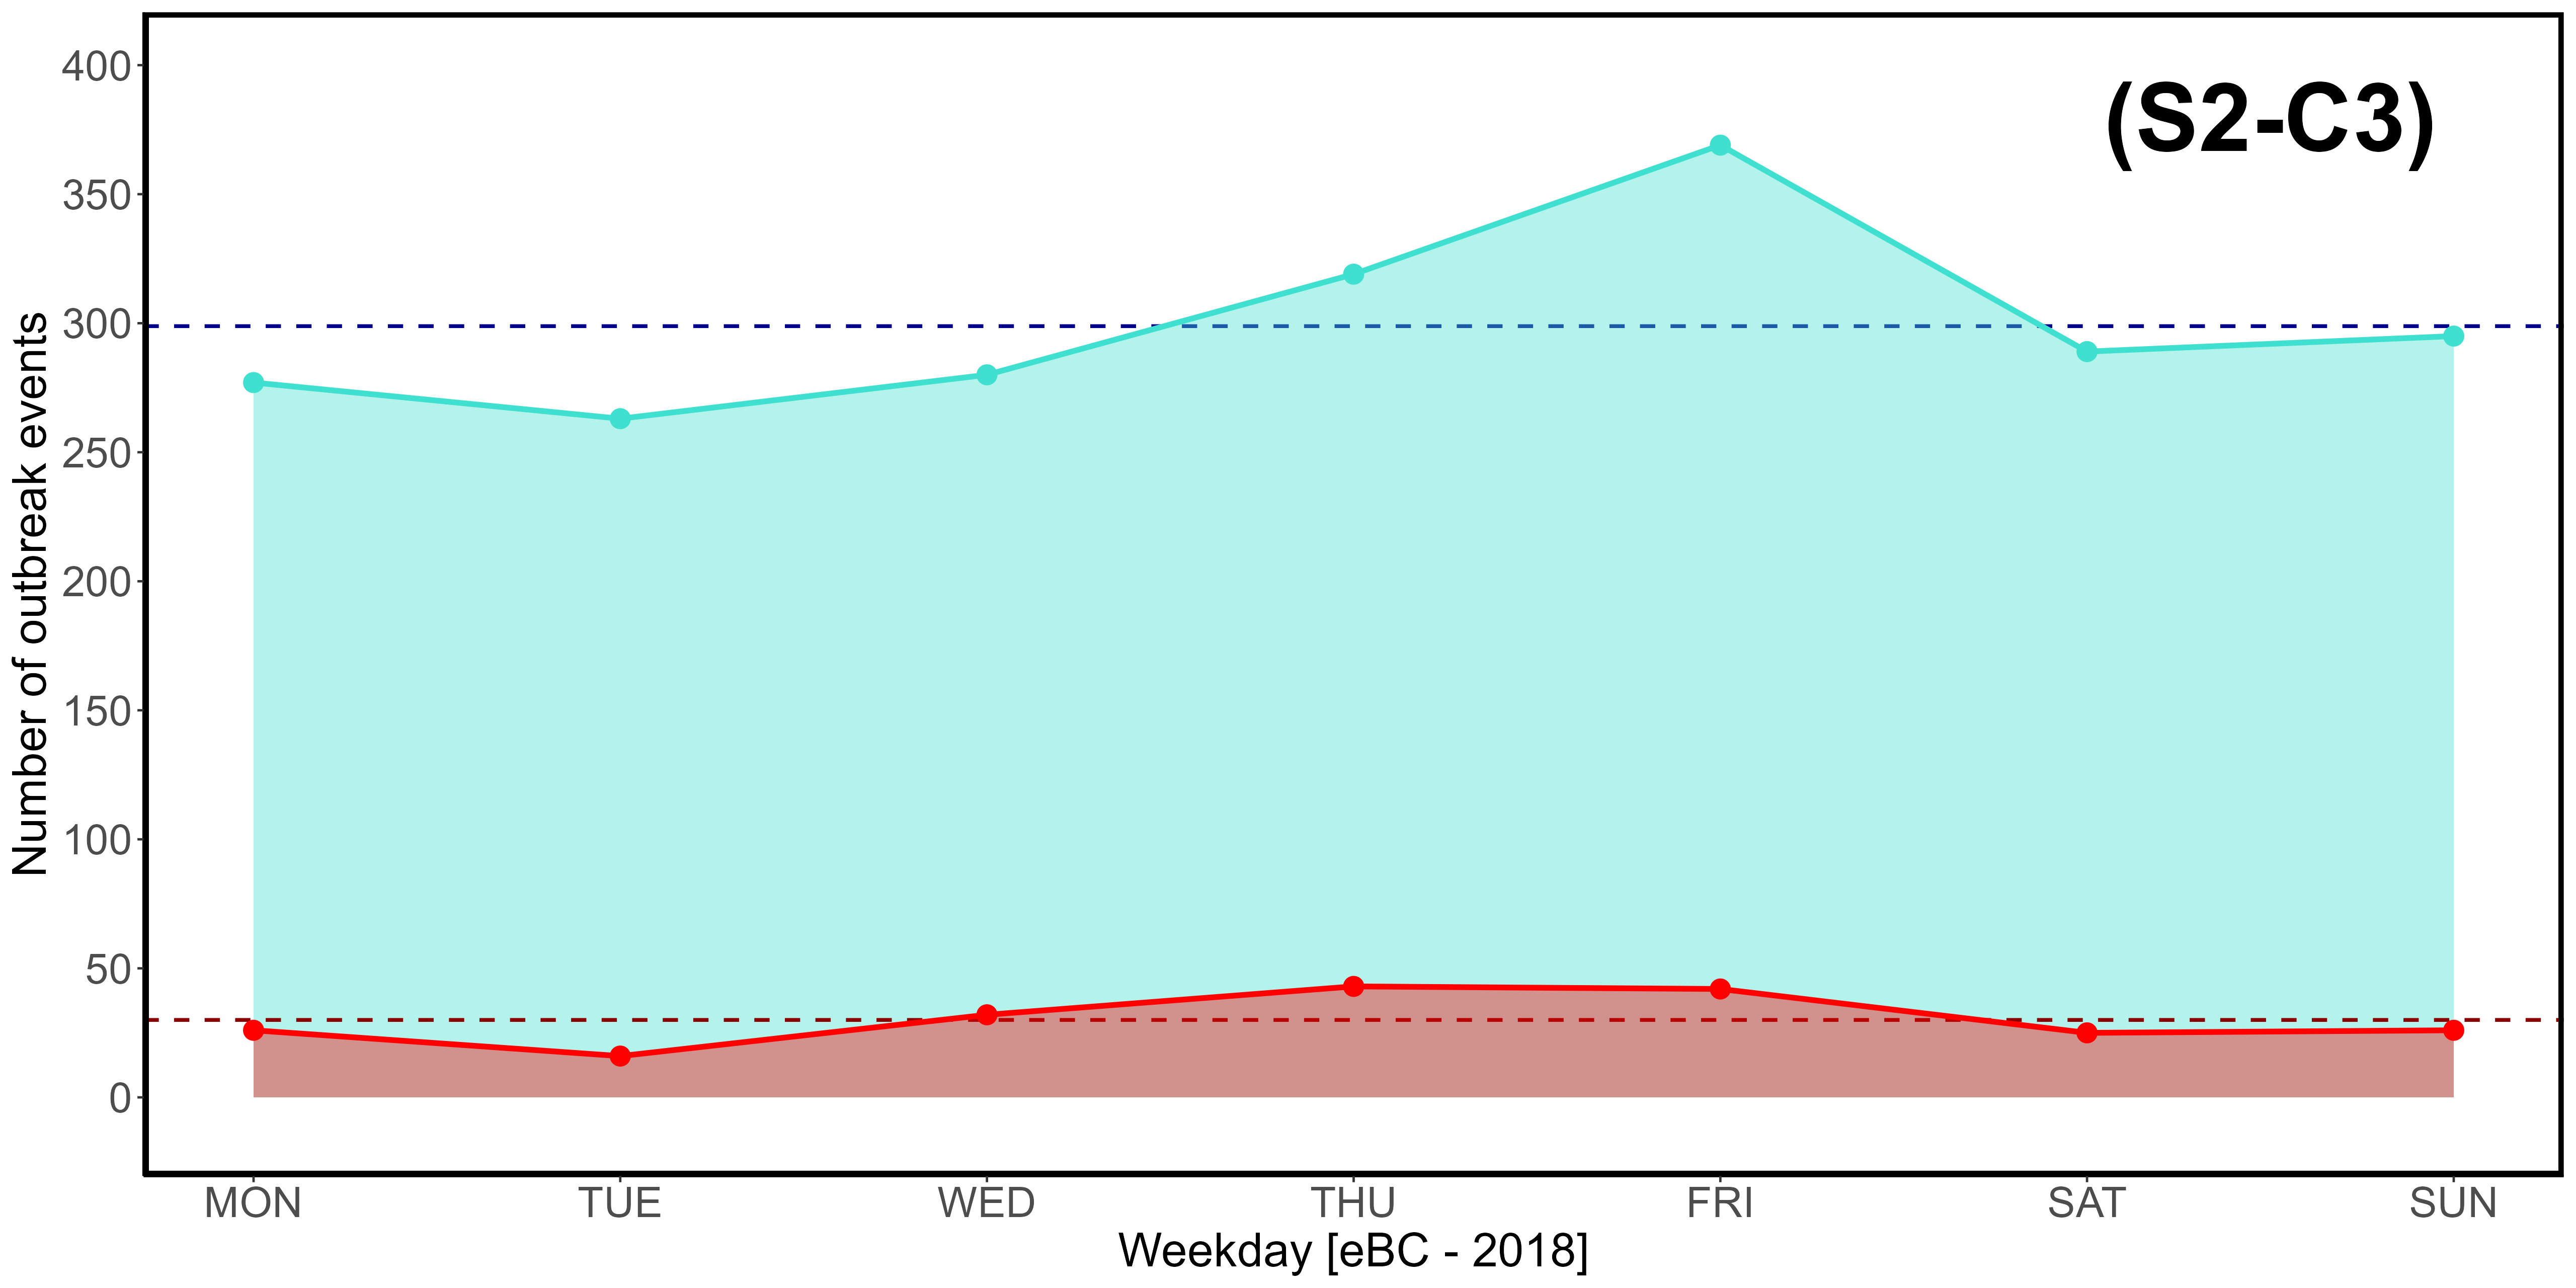 (S2-C3)
Number of outbreak events
400
350
300
250
200
150
100
50
0
MON TUE WED THU FRI SAT SUN
Weekday [eBC - 2018]